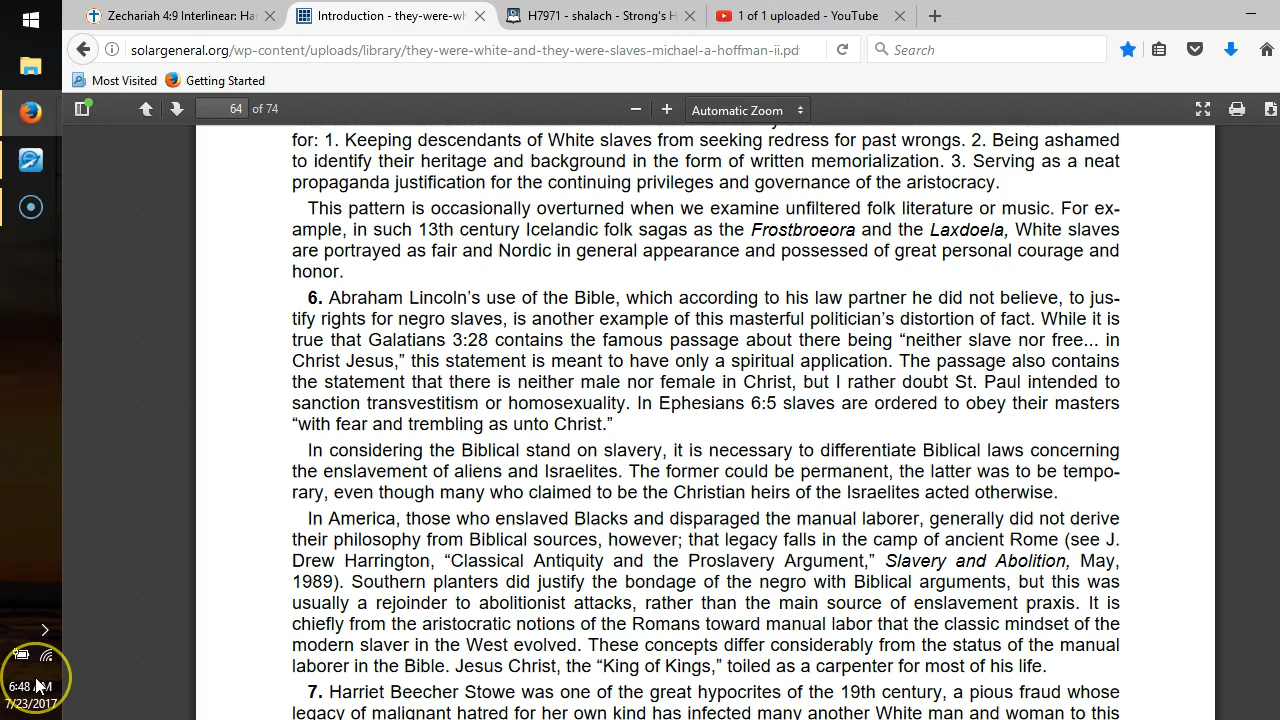 Zechariah 4:9 Interlinear: Ha
Introduction - they-were-wh
H7971 - shalach - Strong's H
1 of 1 uploaded - YouTube
solargeneral.org/wp-content/uploads/library/they-were-white-and-they-were-slaves-michael-a-hoffman-ii.pd
Search
Most Visited
Getting Started
64 of 74
Automatic Zoom
for: 1. Keeping descendants of White slaves from seeking redress for past wrongs. 2. Being ashamed
to identify their heritage and background in the form of written memorialization. 3. Serving as a neat
propaganda justification for the continuing privileges and governance of the aristocracy.
This pattern is occasionally overturned when we examine unfiltered folk literature or music. For ex-
ample, in such 13th century Icelandic folk sagas as the Frostbroeora and the Laxdoela, White slaves
are portrayed as fair and Nordic in general appearance and possessed of great personal courage and
honor.
6. Abraham Lincoln's use of the Bible, which according to his law partner he did not believe, to jus-
tify rights for negro slaves, is another example of this masterful politician's distortion of fact. While it is
true that Galatians 3:28 contains the famous passage about there being “neither slave nor free... in
Christ Jesus,” this statement is meant to have only a spiritual application. The passage also contains
the statement that there is neither male nor female in Christ, but I rather doubt St. Paul intended to
sanction transvestitism or homosexuality. In Ephesians 6:5 slaves are ordered to obey their masters
“with fear and trembling as unto Christ.”
In considering the Biblical stand on slavery, it is necessary to differentiate Biblical laws concerning
the enslavement of aliens and Israelites. The former could be permanent, the latter was to be tempo-
rary, even though many who claimed to be the Christian heirs of the Israelites acted otherwise.
In America, those who enslaved Blacks and disparaged the manual laborer, generally did not derive
their philosophy from Biblical sources, however; that legacy falls in the camp of ancient Rome (see J.
Drew Harrington, “Classical Antiquity and the Proslavery Argument,” Slavery and Abolition, May,
1989). Southern planters did justify the bondage of the negro with Biblical arguments, but this was
usually a rejoinder to abolitionist attacks, rather than the main source of enslavement praxis. It is
chiefly from the aristocratic notions of the Romans toward manual labor that the classic mindset of the
modern slaver in the West evolved. These concepts differ considerably from the status of the manual
laborer in the Bible. Jesus Christ, the “King of Kings,” toiled as a carpenter for most of his life.
7. Harriet Beecher Stowe was one of the great hypocrites of the 19th century, a pious fraud whose
legacy of malignant hatred for her own kind has infected many another White man and woman to this
6:48 AM
7/23/2017